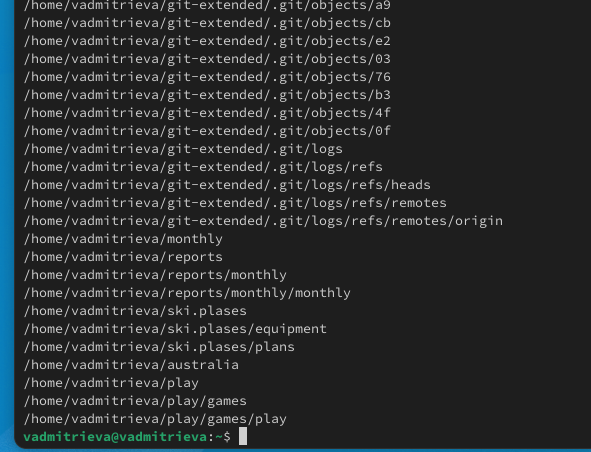 /home/vadmitrieva/git-extended/.git/objects/a9
/home/vadmitrieva/git-extended/.git/objects/cb
/home/vadmitrieva/git-extended/.git/objects/e2
/home/vadmitrieva/git-extended/.git/objects/03
/home/vadmitrieva/git-extended/.git/objects/76
/home/vadmitrieva/git-extended/.git/objects/b3
/home/vadmitrieva/git-extended/.git/objects/4f
/home/vadmitrieva/git-extended/.git/objects/0f
/home/vadmitrieva/git-extended/.git/logs
/home/vadmitrieva/git-extended/.git/logs/refs
/home/vadmitrieva/git-extended/.git/logs/refs/heads
/home/vadmitrieva/git-extended/.git/logs/refs/remotes
/home/vadmitrieva/git-extended/.git/logs/refs/remotes/origin
/home/vadmitrieva/monthly
/home/vadmitrieva/reports
/home/vadmitrieva/reports/monthly
/home/vadmitrieva/reports/monthly/monthly
/home/vadmitrieva/ski.plases
/home/vadmitrieva/ski.plases/equipment
/home/vadmitrieva/ski.plases/plans
/home/vadmitrieva/australia
/home/vadmitrieva/play
/home/vadmitrieva/play/games
/home/vadmitrieva/play/games/play
vadmitrieva@vadmitrieva:~$